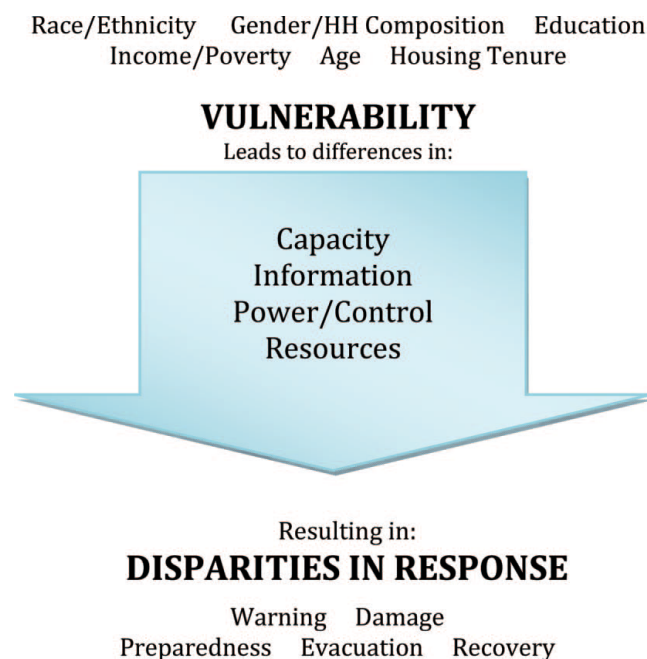 Race/Ethnicity Gender/HH Composition Education
Income/Poverty Age Housing Tenure
VULNERABILITY
Leads to differences in:
Capacity
Information
Power/Control
Resources
Resulting in:
DISPARITIES IN RESPONSE
Warning Damage
Preparedness Evacuation Recovery